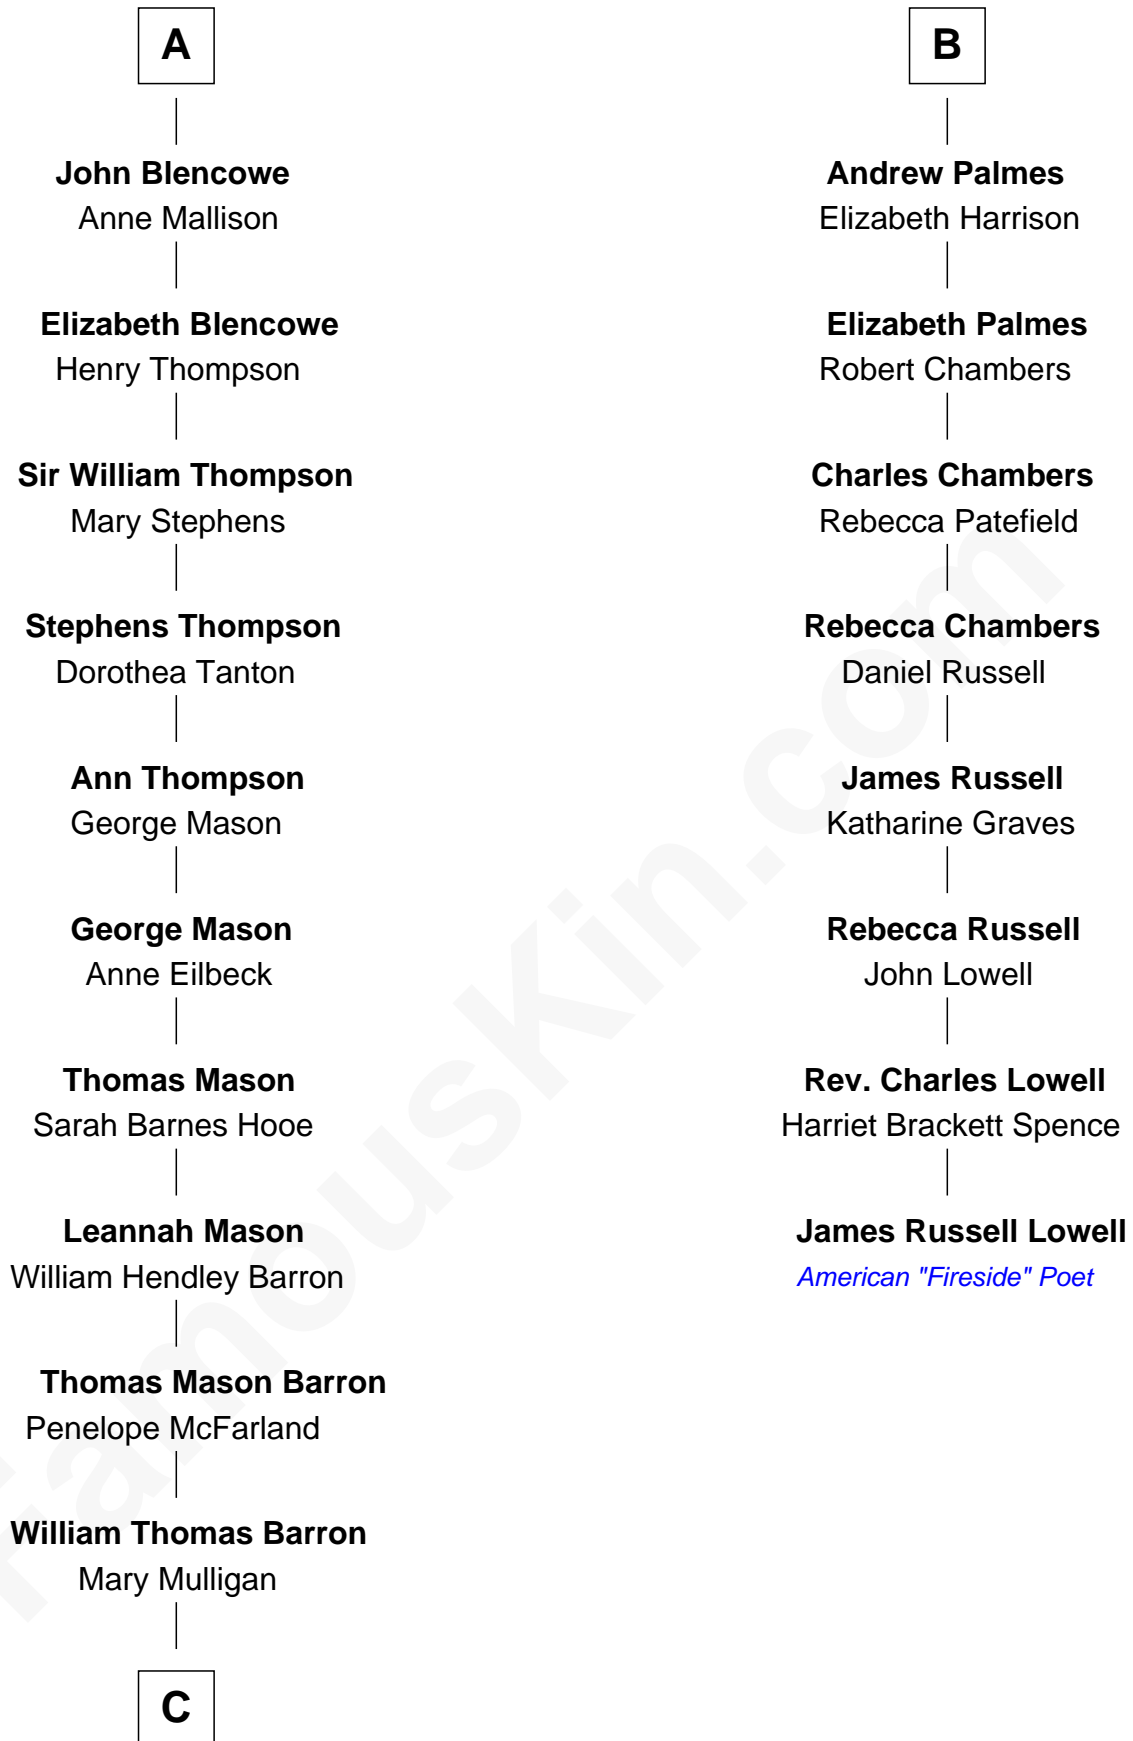 A
John Blencowe
Anne Mallison
Elizabeth Blencowe
Henry Thompson
Sir William Thompson
Mary Stephens
Stephens Thompson
Dorothea Tanton
Ann Thompson
George Mason
George Mason
Anne Eilbeck
Thomas Mason
Sarah Barnes Hooe
Leannah Mason
William Hendley Barron
Thomas Mason Barron
Penelope McFarland
William Thomas Barron
Mary Mulligan
C
B
Andrew Palmes
Elizabeth Harrison
Elizabeth Palmes
Robert Chambers
Charles Chambers
Rebecca Patefield
Rebecca Chambers
Daniel Russell
James Russell
Katharine Graves
Rebecca Russell
John Lowell
Rev. Charles Lowell
Harriet Brackett Spence
James Russell Lowell
American "Fireside" Poet
FamousKin.com